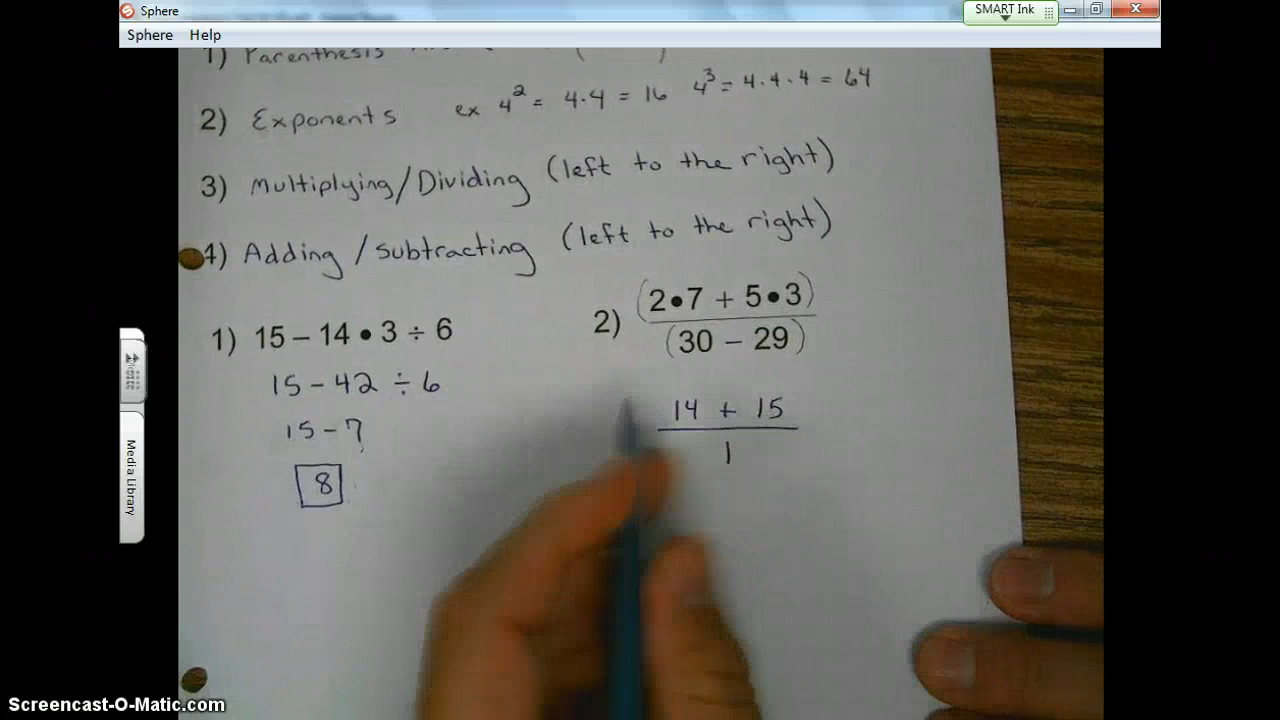 Sphere
SMART Ink
Sphere Help
1) Parenthesis ( )
2) Exponents ex 4² = 4·4 = 16 4³ = 4·4·4 = 64
3) Multiplying/Dividing (left to the right)
4) Adding/subtracting (left to the right)
1) 15 – 14 • 3 ÷ 6
15 - 42 ÷ 6
15 - 7
8
2) (2•7 + 5•3)
(30 – 29)
14 + 15
1
Media Library
Screencast-O-Matic.com